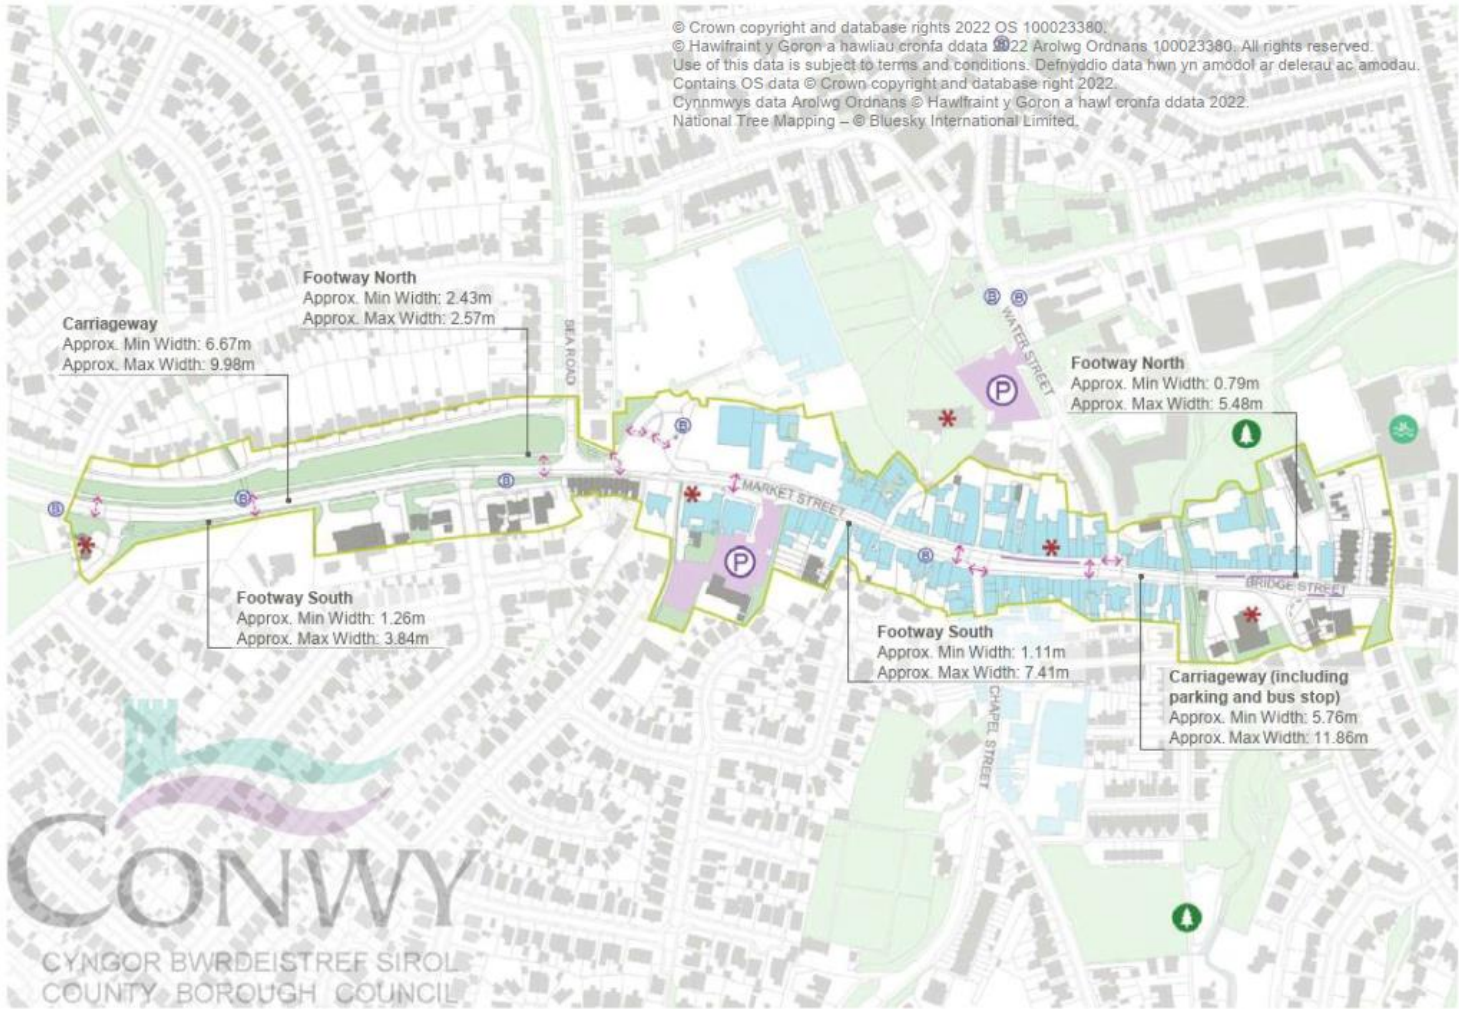 © Crown copyright and database rights 2022 OS 100023380.
© Hawlfraint y Goron a hawliau cronfa ddata 2022 Arolwg Ordnans 100023380. All rights reserved.
Use of this data is subject to terms and conditions. Defnyddio data hwn yn amodol ar delerau ac amodau.
Contains OS data © Crown copyright and database right 2022.
Cynnmwys data Arolwg Ordnans © Hawlfraint y Goron a hawl cronfa ddata 2022.
National Tree Mapping – © Bluesky International Limited.
Footway North
Approx. Min Width: 2.43m
Approx. Max Width: 2.57m
Carriageway
Approx. Min Width: 6.67m
Approx. Max Width: 9.98m
SEA ROAD
B
B
WATER STREET
P
Footway North
Approx. Min Width: 0.79m
Approx. Max Width: 5.48m
B
B
B
B
MARKET STREET
P
B
BRIDGE STREET
Footway South
Approx. Min Width: 1.26m
Approx. Max Width: 3.84m
Footway South
Approx. Min Width: 1.11m
Approx. Max Width: 7.41m
CHAPEL STREET
Carriageway (including
parking and bus stop)
Approx. Min Width: 5.76m
Approx. Max Width: 11.86m
CONWY
CYNGOR BWRDEISTREF SIROL
COUNTY BOROUGH COUNCIL